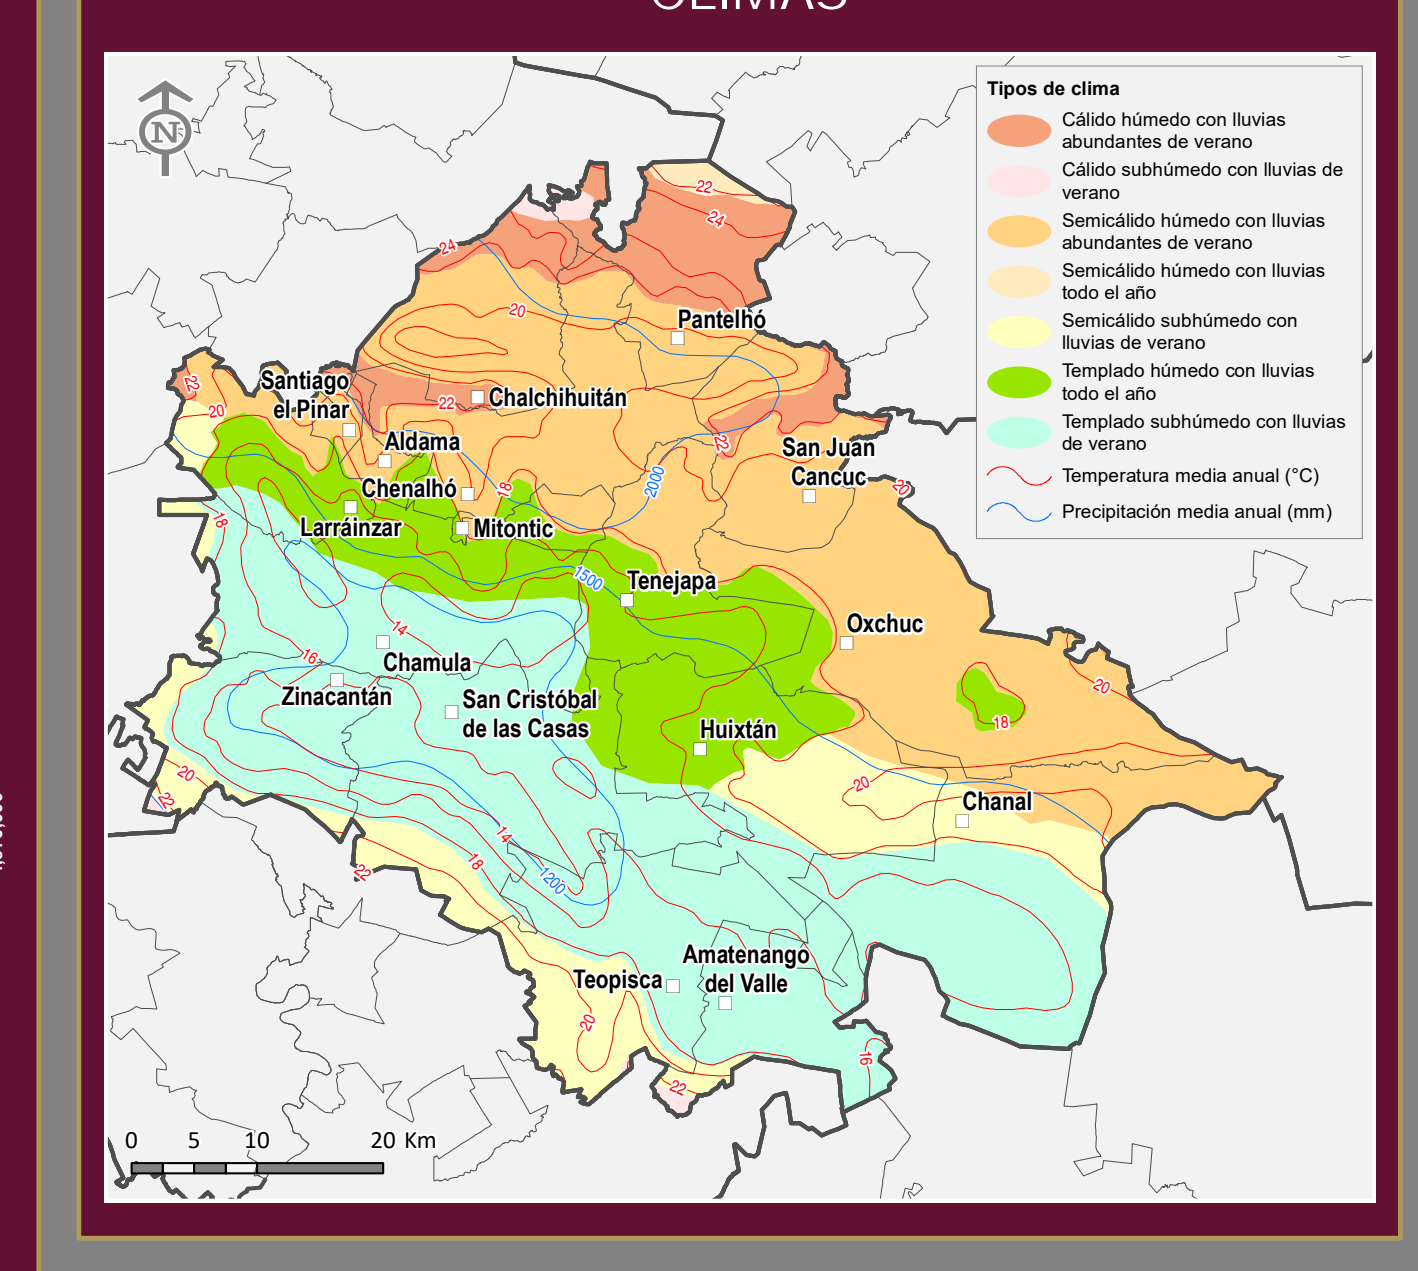 CLIMAS
N
Tipos de clima
Cálido húmedo con lluvias
abundantes de verano
Cálido subhúmedo con lluvias de
verano
Semicálido húmedo con lluvias
abundantes de verano
Semicálido húmedo con lluvias
todo el año
Semicálido subhúmedo con
lluvias de verano
Templado húmedo con lluvias
todo el año
Templado subhúmedo con lluvias
de verano
Temperatura media anual (°C)
Precipitación media anual (mm)
22
24
24
20
Pantelhó
22
Santiago
el Pinar
20
22
Chalchihuitán
Aldama
22
San Juan
Cancuc
Chenalhó
18
2000
20
Larráinzar
18
Mitontic
1500
Tenejapa
14
Oxchuc
16
Chamula
Zinacantán
20
San Cristóbal
de las Casas
18
Huixtán
20
22
20
Chanal
14
18
22
1200
Amatenango
del Valle
Teopisca
20
16
22
0 5 10 20 Km